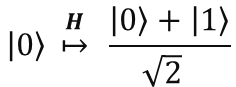 |0⟩ H↦ (|0⟩ + |1⟩)/√2